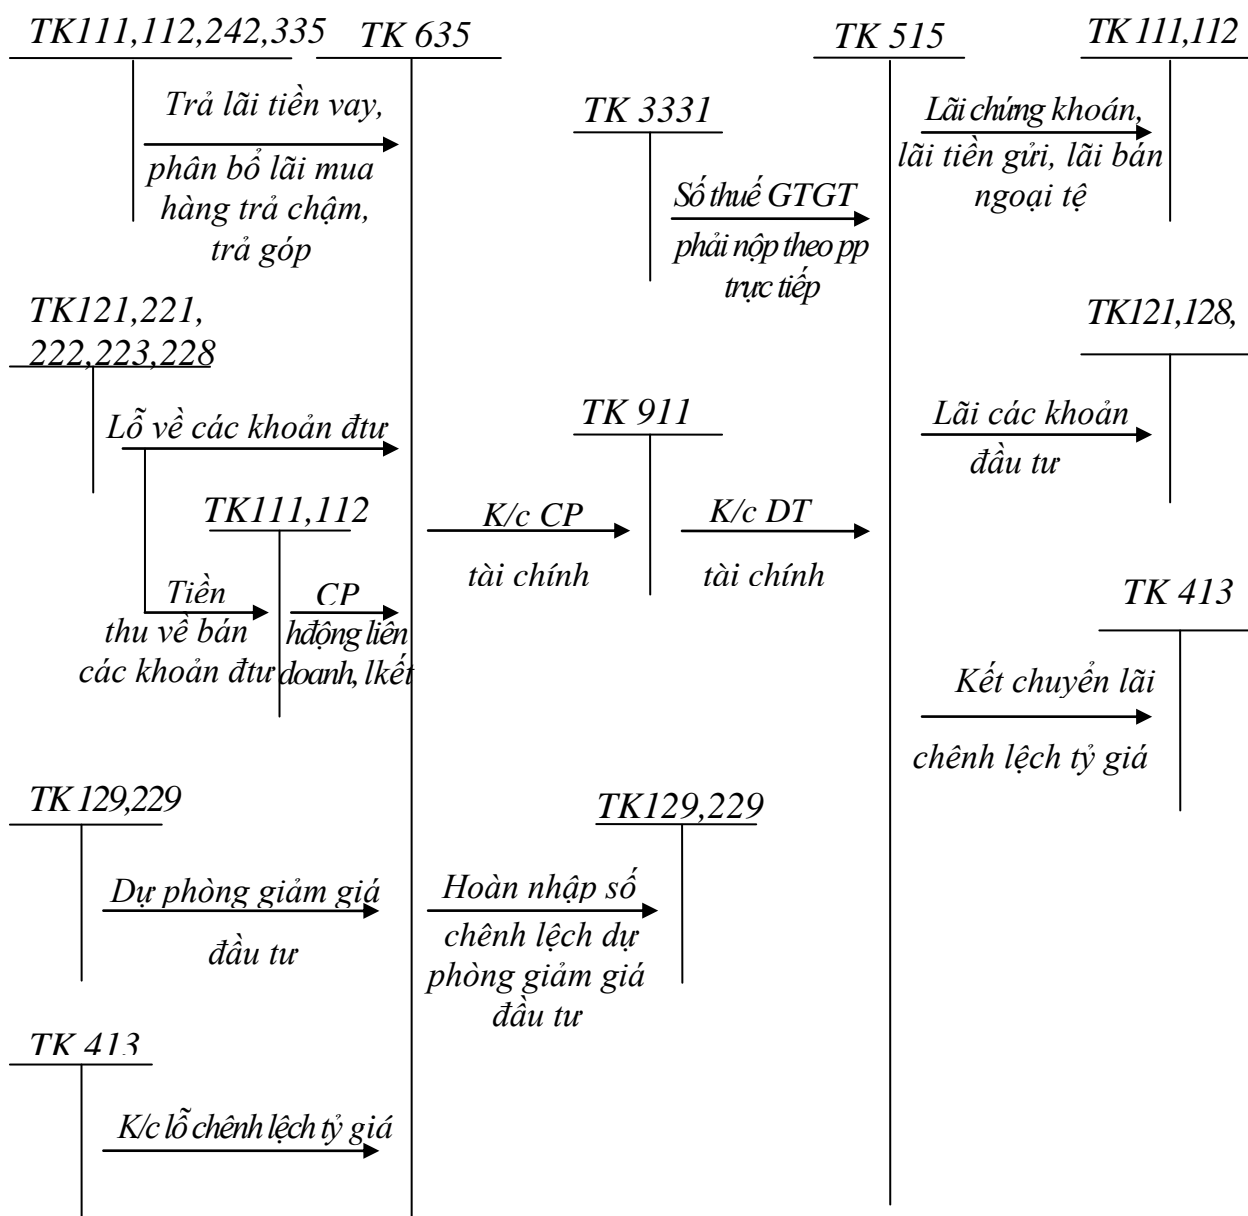 TK111,112,242,335
TK 635
TK 515
TK 111,112
Trả lãi tiền vay,
phân bổ lãi mua
hàng trả chậm,
trả góp
TK 3331
Số thuế GTGT
phải nộp theo pp
trực tiếp
Lãi chứng khoán,
lãi tiền gửi, lãi bán
ngoại tệ
TK121,221,
222,223,228
TK121,128,
Lỗ về các khoản đtư
TK 911
Lãi các khoản
đầu tư
TK111,112
K/c CP
tài chính
K/c DT
tài chính
Tiền
thu về bán
các khoản đtư
CP
hđộng liên
doanh, lkết
TK 413
Kết chuyển lãi
chênh lệch tỷ giá
TK 129,229
TK129,229
Dự phòng giảm giá
đầu tư
Hoàn nhập số
chênh lệch dự
phòng giảm giá
đầu tư
TK 413
K/c lỗ chênh lệch tỷ giá